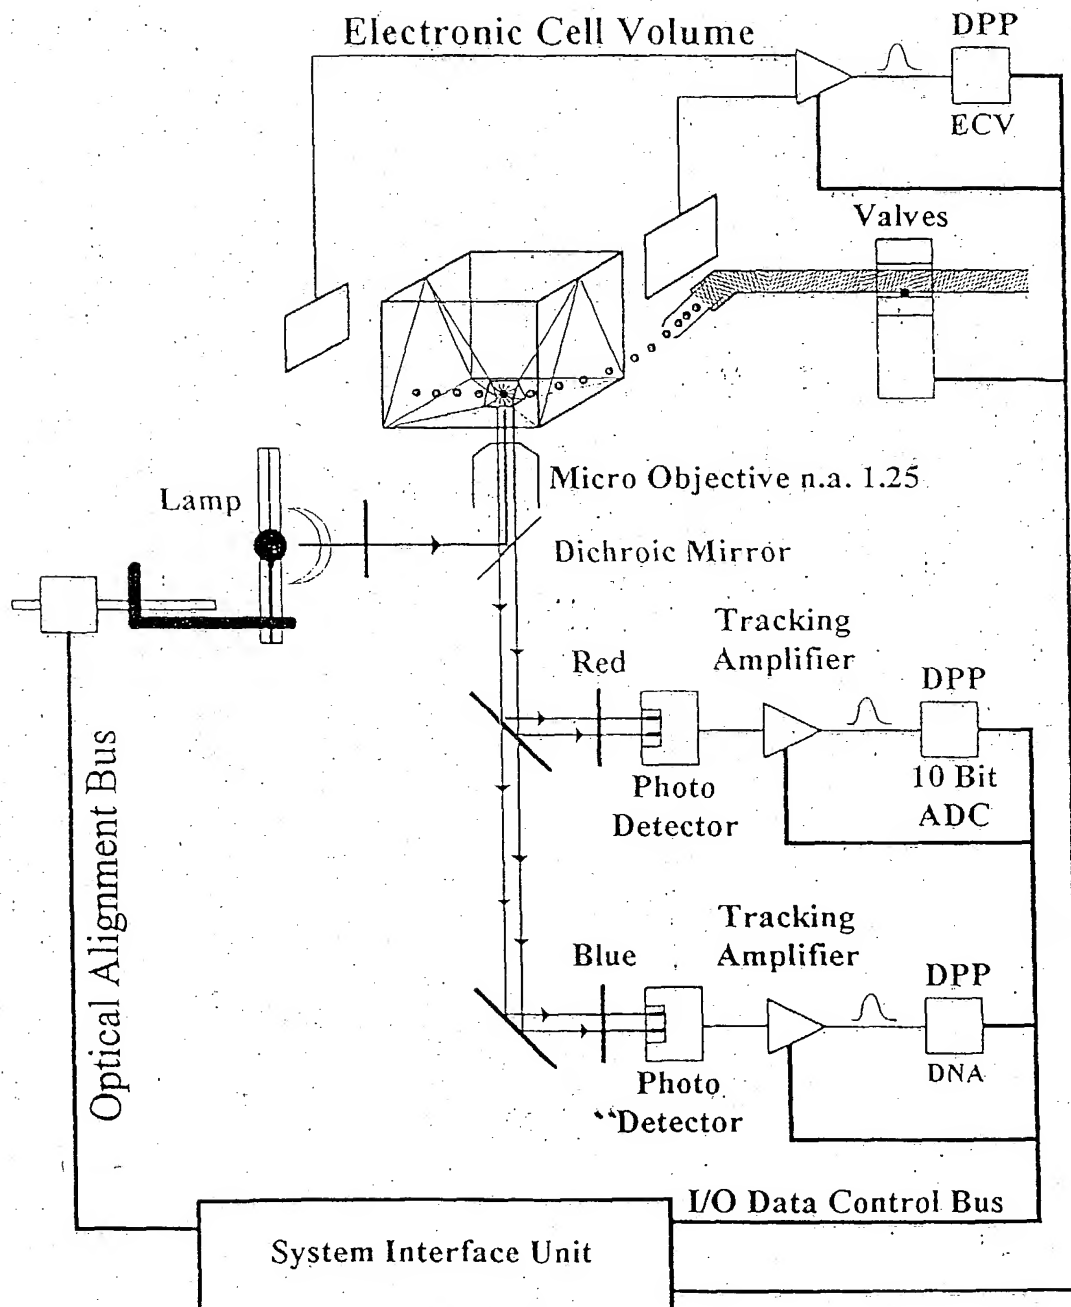 Electronic Cell Volume
DPP
ECV
Valves
Micro Objective n.a. 1.25
Lamp
Dichroic Mirror
Tracking
Amplifier
Red
DPP
10 Bit
ADC
Photo
Detector
Optical Alignment Bus
Tracking
Amplifier
Blue
DPP
DNA
Photo
Detector
I/O Data Control Bus
System Interface Unit